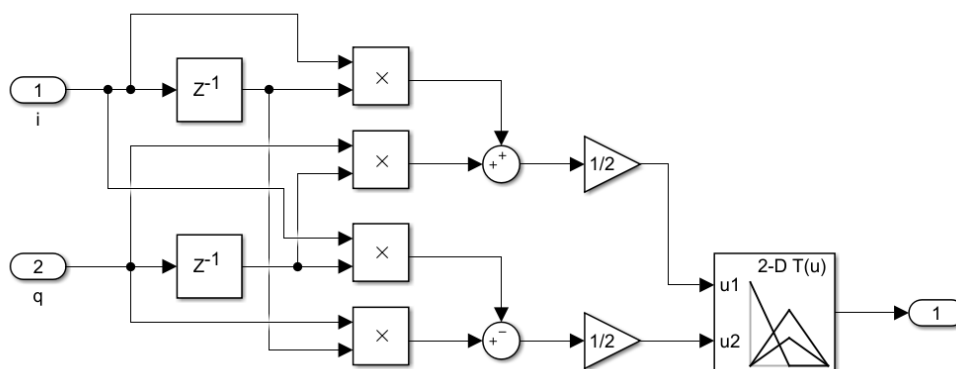 1
i
Z-1
×
×
+
+
1/2
2
q
Z-1
×
×
−
+
1/2
2-D T(u)
u1
u2
1